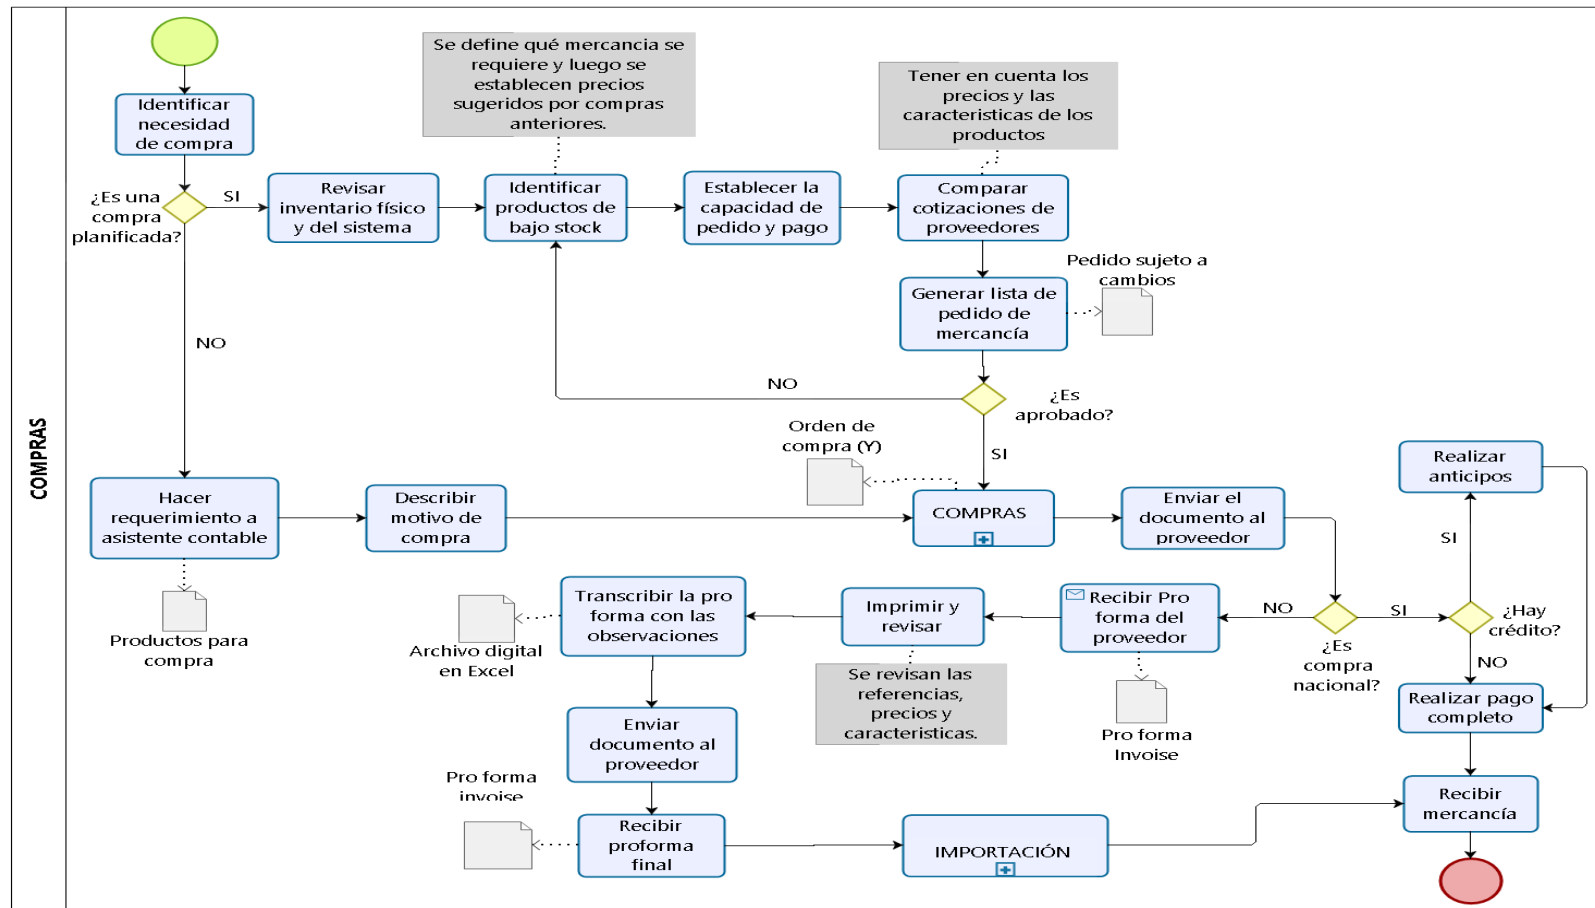 COMPRAS
Identificar
necesidad
de compra
¿Es una
compra
planificada?
SI
NO
Revisar
inventario físico
y del sistema
Se define qué mercancia se
requiere y luego se
establecen precios
sugeridos por compras
anteriores.
Identificar
productos de
bajo stock
Establecer la
capacidad de
pedido y pago
Tener en cuenta los
precios y las
caracteristicas de los
productos
Comparar
cotizaciones de
proveedores
Generar lista de
pedido de
mercancía
Pedido sujeto a
cambios
¿Es
aprobado?
NO
SI
Hacer
requerimiento a
asistente contable
Productos para
compra
Describir
motivo de
compra
Orden de
compra (Y)
COMPRAS
Enviar el
documento al
proveedor
¿Es
compra
nacional?
NO
SI
¿Hay
crédito?
SI
NO
Realizar
anticipos
Realizar pago
completo
Recibir
mercancía
Recibir Pro
forma del
proveedor
Pro forma
Invoise
Imprimir y
revisar
Se revisan las
referencias,
precios y
caracteristicas.
Transcribir la pro
forma con las
observaciones
Archivo digital
en Excel
Enviar
documento al
proveedor
Pro forma
invoise
Recibir
proforma
final
IMPORTACIÓN